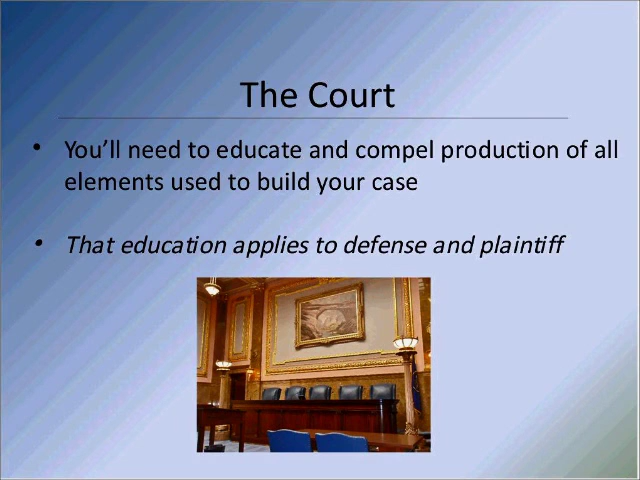 The Court
• You’ll need to educate and compel production of all
elements used to build your case
• That education applies to defense and plaintiff